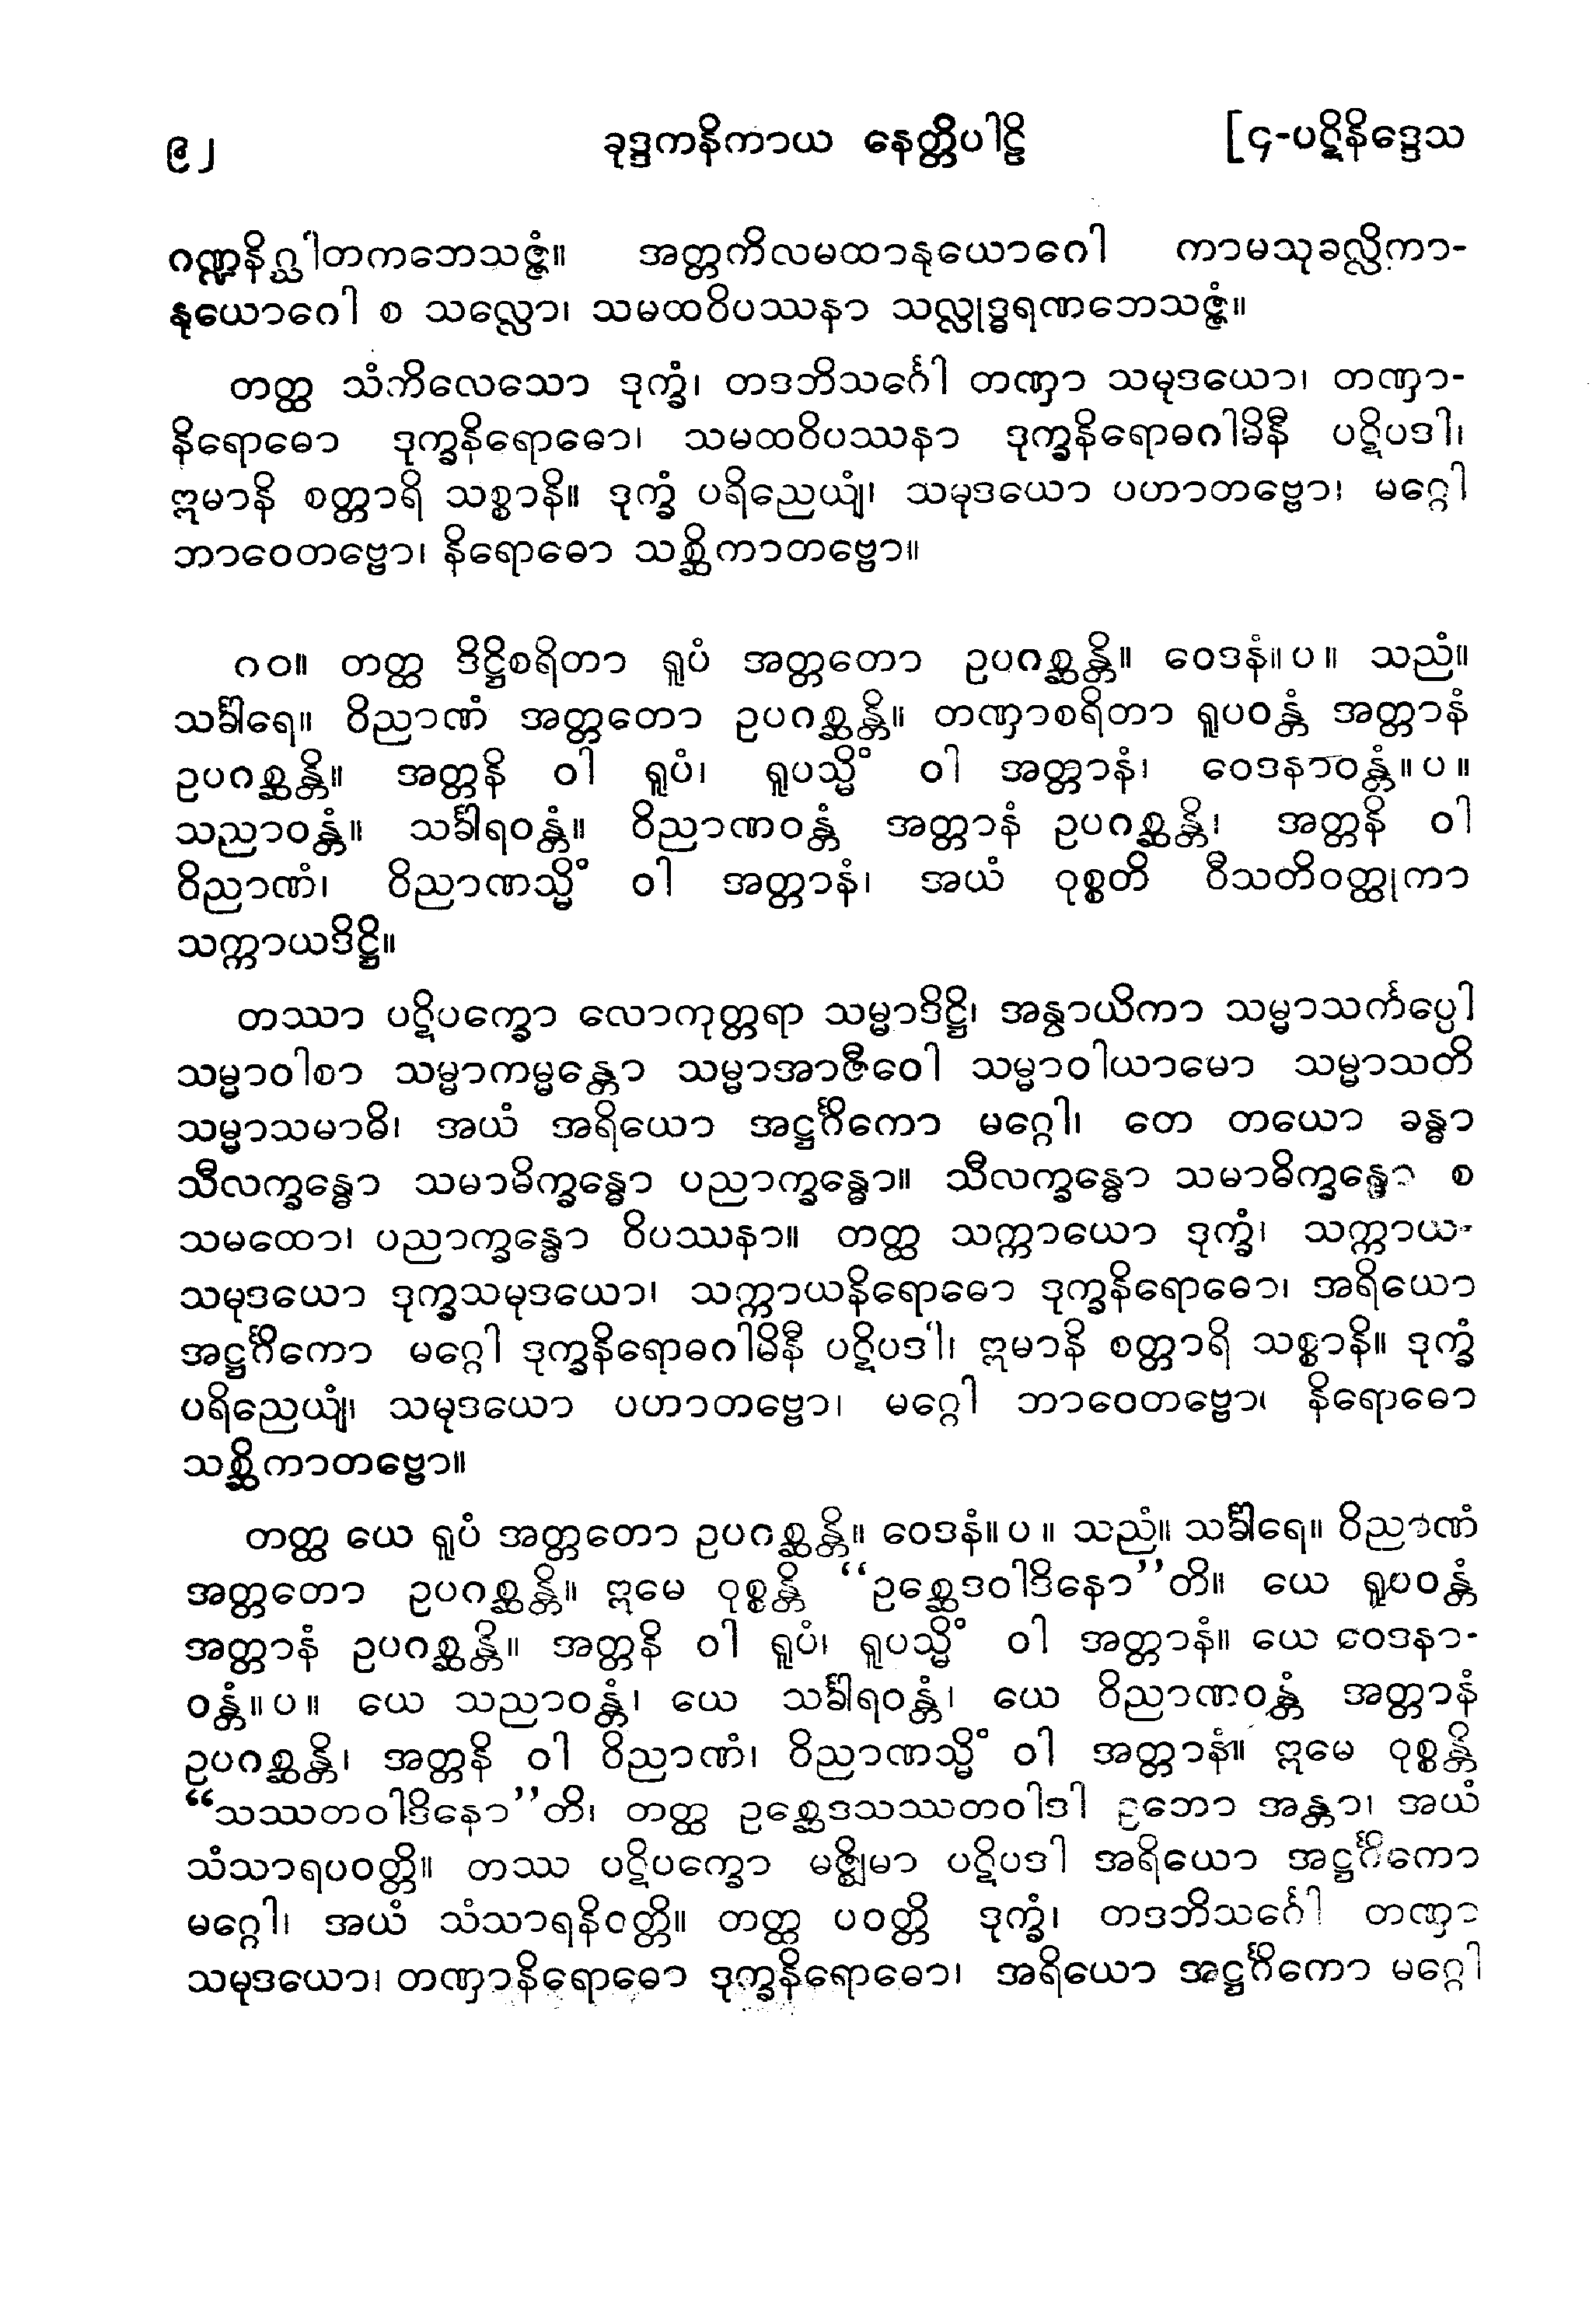 ၉၂ ခုဒ္ဒကနိကာယ နေတ္တိပါဠိ [၄-ပဋိနိဒ္ဒေသ
ဂဏ္ဍနိဂ္ဃါတကဘေသဇ္ဇံ။ အတ္တကိလမထာနုယောဂေါ ကာမသုခလ္လိကာ-
နုယောဂေါ စ သလ္လော၊ သမထဝိပဿနာ သလ္လုဒ္ဓရဏဘေသဇ္ဇံ။
တတ္ထ သံကိလေသော ဒုက္ခံ၊ တဒဘိသင်္ဂေါ တဏှာ သမုဒယော၊ တဏှာ-
နိရောဓော ဒုက္ခနိရောဓော၊ သမထဝိပဿနာ ဒုက္ခနိရောဓဂါမိနီ ပဋိပဒါ၊
ဣမာနိ စတ္တာရိ သစ္စာနိ။ ဒုက္ခံ ပရိညေယျံ၊ သမုဒယော ပဟာတဗ္ဗော၊ မဂ္ဂေါ
ဘာဝေတဗ္ဗော၊ နိရောဓော သစ္ဆိကာတဗ္ဗော။
၈၀။ တတ္ထ ဒိဋ္ဌိစရိတာ ရူပံ အတ္တတော ဥပဂစ္ဆန္တိ။ ဝေဒနံ။ ပ ။ သညံ။
သင်္ခါရေ။ ဝိညာဏံ အတ္တတော ဥပဂစ္ဆန္တိ။ တဏှာစရိတာ ရူပဝန္တံ အတ္တာနံ
ဥပဂစ္ဆန္တိ။ အတ္တနိ ဝါ ရူပံ၊ ရူပသ္မိံ ဝါ အတ္တာနံ၊ ဝေဒနာဝန္တံ။ ပ ။
သညာဝန္တံ။ သင်္ခါရဝန္တံ။ ဝိညာဏဝန္တံ အတ္တာနံ ဥပဂစ္ဆန္တိ၊ အတ္တနိ ဝါ
ဝိညာဏံ၊ ဝိညာဏသ္မိံ ဝါ အတ္တာနံ၊ အယံ ဝုစ္စတိ ဝီသတိဝတ္ထုကာ
သက္ကာယဒိဋ္ဌိ။
တဿာ ပဋိပက္ခော လောကုတ္တရာ သမ္မာဒိဋ္ဌိ၊ အနွာယိကာ သမ္မာသင်္ကပ္ပေါ
သမ္မာဝါစာ သမ္မာကမ္မန္တော သမ္မာအာဇီဝေါ သမ္မာဝါယာမော သမ္မာသတိ
သမ္မာသမာဓိ၊ အယံ အရိယော အဋ္ဌင်္ဂိကော မဂ္ဂေါ၊ တေ တယော ခန္ဓာ
သီလက္ခန္ဓော သမာဓိက္ခန္ဓော ပညာက္ခန္ဓော။ သီလက္ခန္ဓော သမာဓိက္ခန္ဓော စ
သမထော၊ ပညာက္ခန္ဓော ဝိပဿနာ။ တတ္ထ သက္ကာယော ဒုက္ခံ၊ သက္ကာယ-
သမုဒယော ဒုက္ခသမုဒယော၊ သက္ကာယနိရောဓော ဒုက္ခနိရောဓော၊ အရိယော
အဋ္ဌင်္ဂိကော မဂ္ဂေါ ဒုက္ခနိရောဓဂါမိနီ ပဋိပဒါ၊ ဣမာနိ စတ္တာရိ သစ္စာနိ။ ဒုက္ခံ
ပရိညေယျံ၊ သမုဒယော ပဟာတဗ္ဗော၊ မဂ္ဂေါ ဘာဝေတဗ္ဗော၊ နိရောဓော
သစ္ဆိကာတဗ္ဗော။
တတ္ထ ယေ ရူပံ အတ္တတော ဥပဂစ္ဆန္တိ။ ဝေဒနံ။ ပ ။ သညံ။ သင်္ခါရေ။ ဝိညာဏံ
အတ္တတော ဥပဂစ္ဆန္တိ။ ဣမေ ဝုစ္စန္တိ “ဥစ္ဆေဒဝါဒိနော”တိ။ ယေ ရူပဝန္တံ
အတ္တာနံ ဥပဂစ္ဆန္တိ။ အတ္တနိ ဝါ ရူပံ၊ ရူပသ္မိံ ဝါ အတ္တာနံ။ ယေ ဝေဒနာ-
ဝန္တံ။ ပ ။ ယေ သညာဝန္တံ၊ ယေ သင်္ခါရဝန္တံ၊ ယေ ဝိညာဏဝန္တံ အတ္တာနံ
ဥပဂစ္ဆန္တိ၊ အတ္တနိ ဝါ ဝိညာဏံ၊ ဝိညာဏသ္မိံ ဝါ အတ္တာနံ။ ဣမေ ဝုစ္စန္တိ
“သဿတဝါဒိနော”တိ၊ တတ္ထ ဥစ္ဆေဒသဿတဝါဒါ ဥဘော အန္တာ၊ အယံ
သံသာရပဝတ္တိ။ တဿ ပဋိပက္ခော မဇ္ဈိမာ ပဋိပဒါ အရိယော အဋ္ဌင်္ဂိကော
မဂ္ဂေါ၊ အယံ သံသာရနိဝတ္တိ။ တတ္ထ ပဝတ္တိ ဒုက္ခံ၊ တဒဘိသင်္ဂေါ တဏှာ
သမုဒယော၊ တဏှာနိရောဓော ဒုက္ခနိရောဓော၊ အရိယော အဋ္ဌင်္ဂိကော မဂ္ဂေါ